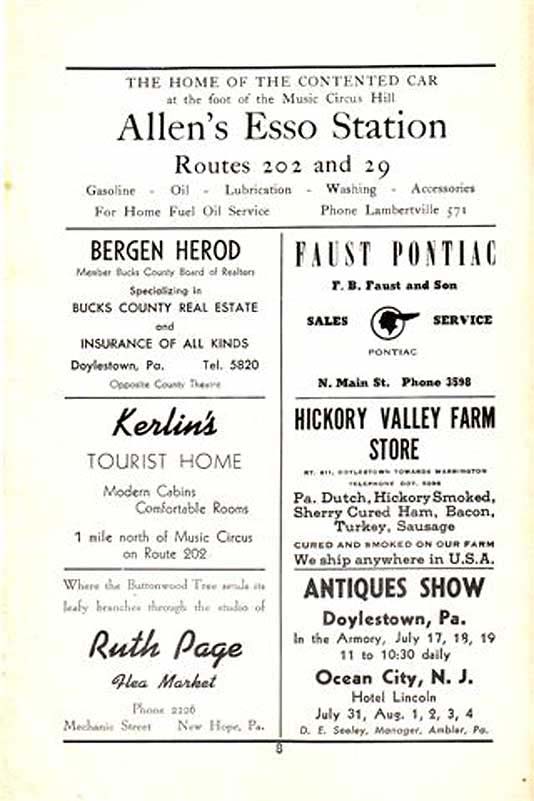 THE HOME OF THE CONTENTED CAR
at the foot of the Music Circus Hill
Allen's Esso Station
Routes 202 and 29
Gasoline - Oil - Lubrication - Washing - Accessories
For Home Fuel Oil Service Phone Lambertville 571
BERGEN HEROD
Member Bucks County Board of Realtors
Specializing in
BUCKS COUNTY REAL ESTATE
and
INSURANCE OF ALL KINDS
Doylestown, Pa. Tel. 5820
Opposite County Theatre
Kerlin's
TOURIST HOME
Modern Cabins
Comfortable Rooms
1 mile north of Music Circus
on Route 202
Where the Buttonwood Tree sends its
leafy branches through the studio of
Ruth Page
Flea Market
Phone 2226
Mechanic Street New Hope, Pa.
FAUST PONTIAC
F. B. Faust and Son
SALES SERVICE
PONTIAC
N. Main St. Phone 3598
HICKORY VALLEY FARM
STORE
RT. 611, DOYLESTOWN TOWARDS WARRINGTON
TELEPHONE DOY.
Pa. Dutch, Hickory Smoked,
Sherry Cured Ham, Bacon,
Turkey, Sausage
CURED AND SMOKED ON OUR FARM
We ship anywhere in U.S.A.
ANTIQUES SHOW
Doylestown, Pa.
In the Armory, July 17, 18, 19
11 to 10:30 daily
Ocean City, N. J.
Hotel Lincoln
July 31, Aug. 1, 2, 3, 4
D. E. Seeley, Manager, Ambler, Pa.
8